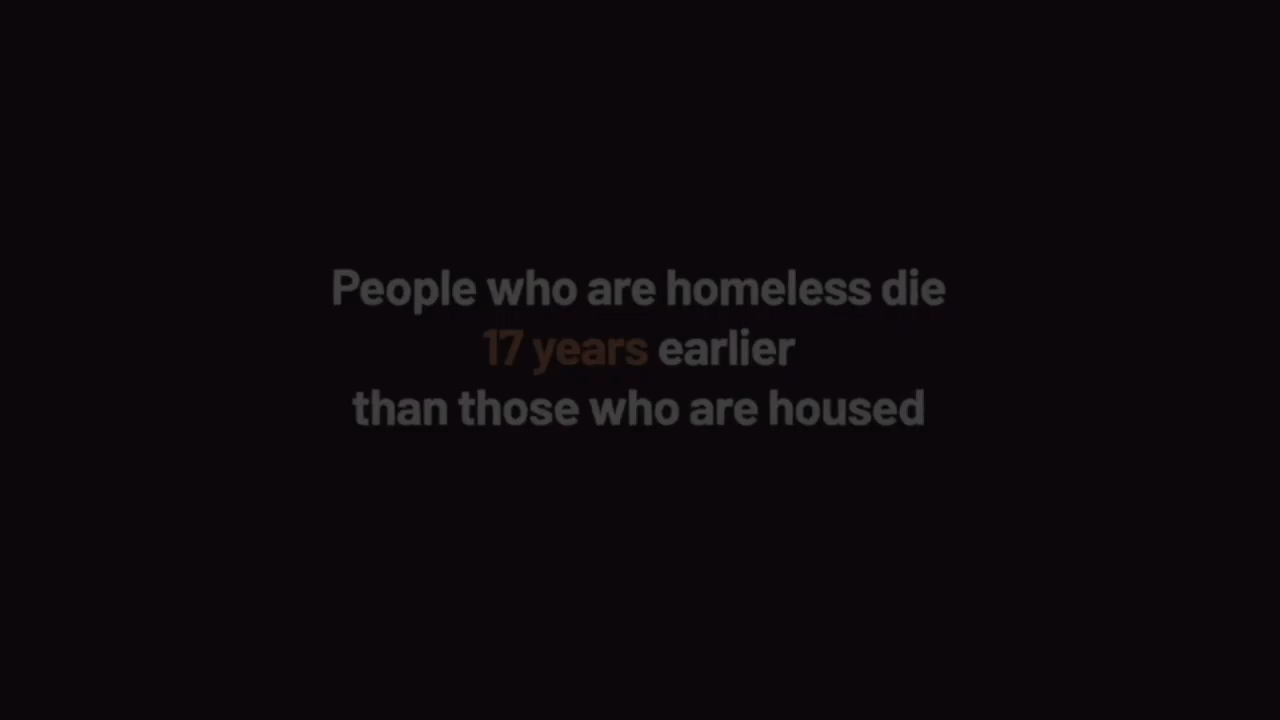 People who are homeless die
17 years earlier
than those who are housed